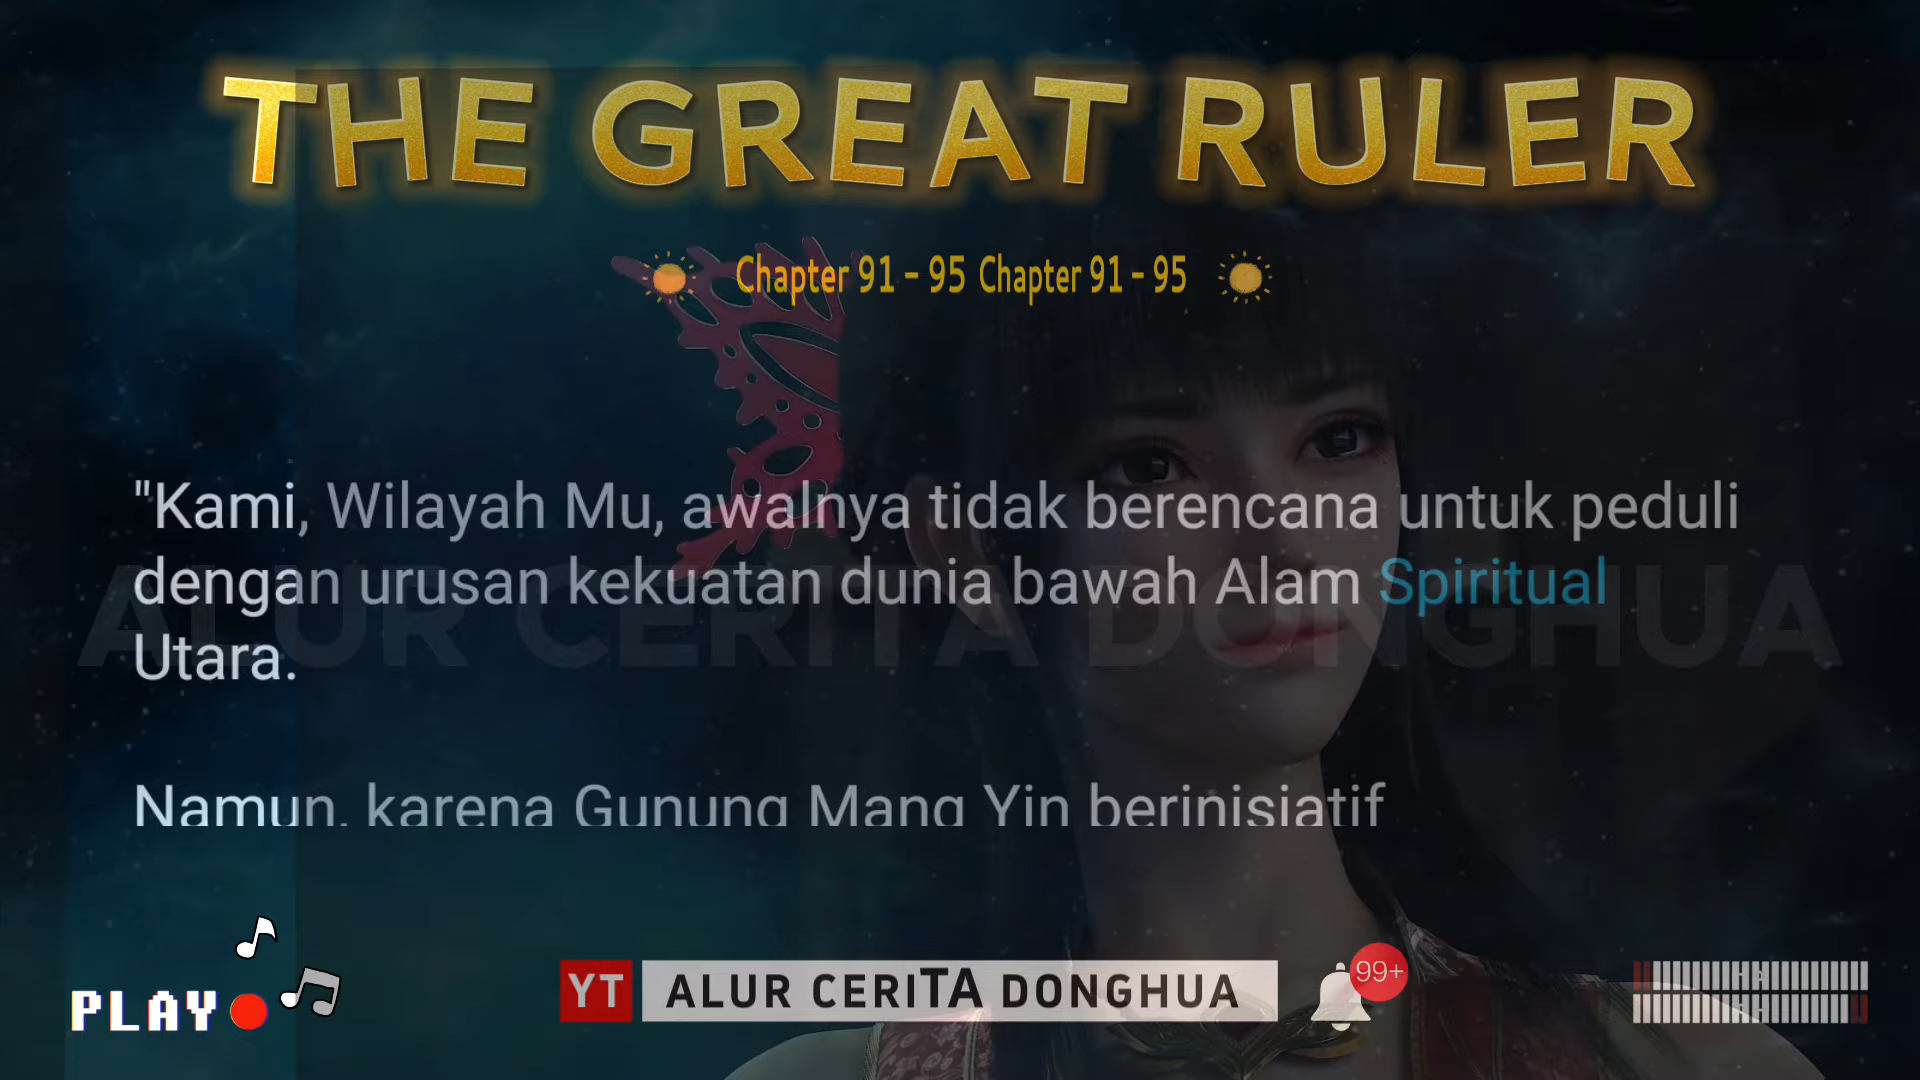 THE GREAT RULER
Chapter 91 – 95 Chapter 91 – 95
"Kami, Wilayah Mu, awalnya tidak berencana untuk peduli
dengan urusan kekuatan dunia bawah Alam Spiritual
Utara.
ALUR CERITA DONGHUA
Namun, karena Gunung Mang Yin berinisiatif
PLAY
YT ALUR CERITA DONGHUA
99+